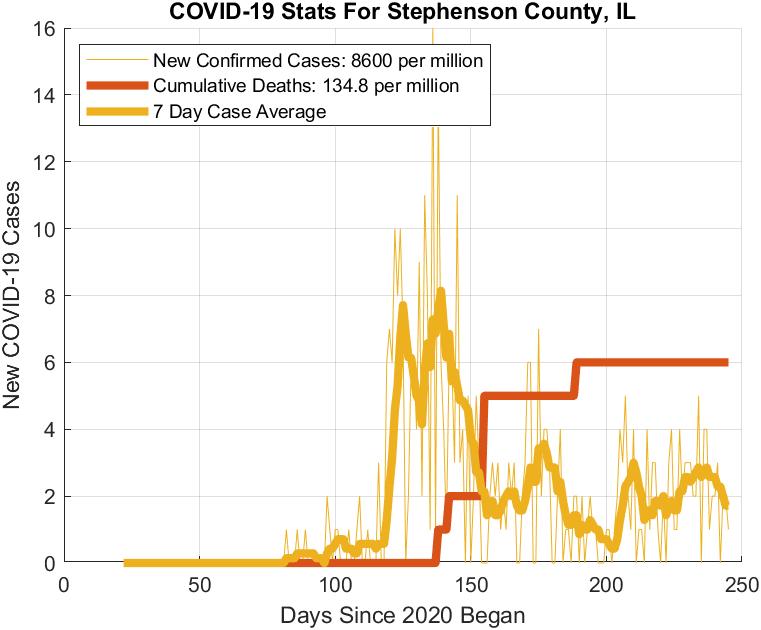 COVID-19 Stats For Stephenson County, IL
New Confirmed Cases: 8600 per million
Cumulative Deaths: 134.8 per million
7 Day Case Average
New COVID-19 Cases
16
14
12
10
8
6
4
2
0
0 50 100 150 200 250
Days Since 2020 Began